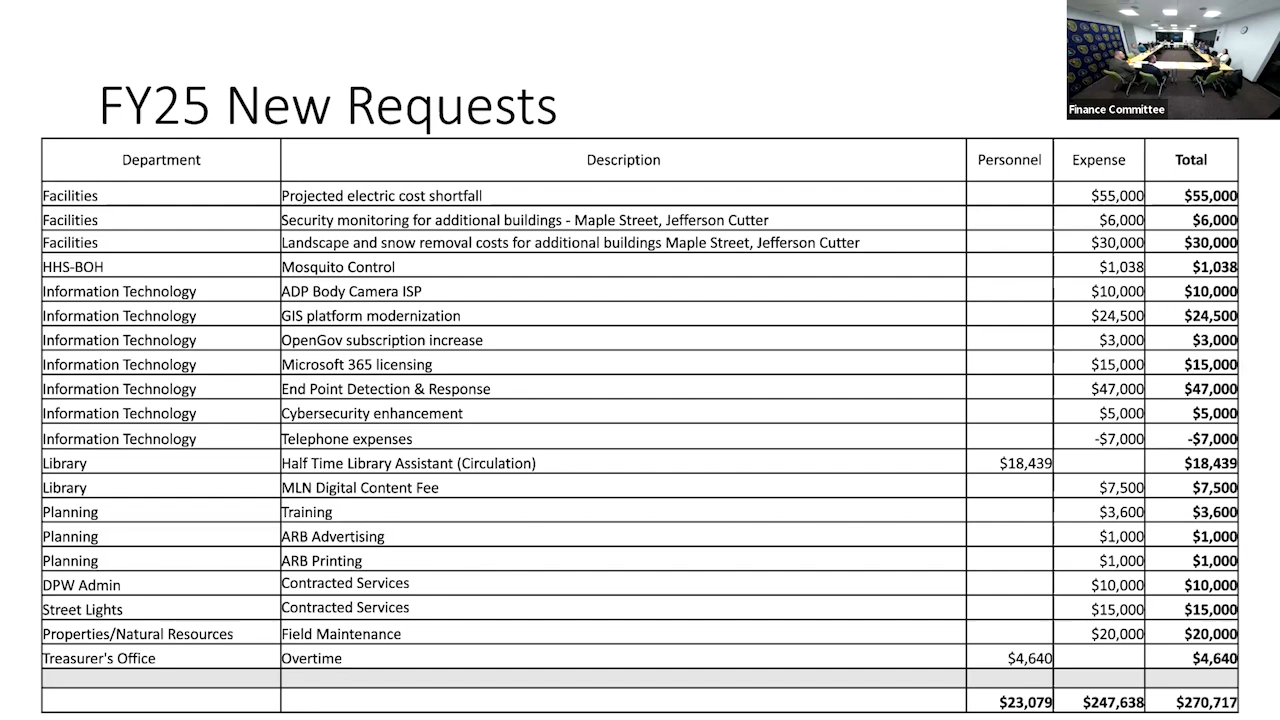 FY25 New Requests
Finance Committee
Department Description Personnel Expense Total
Facilities Projected electric cost shortfall $55,000 $55,000
Facilities Security monitoring for additional buildings - Maple Street, Jefferson Cutter $6,000 $6,000
Facilities Landscape and snow removal costs for additional buildings Maple Street, Jefferson Cutter $30,000 $30,000
HHS-BOH Mosquito Control $1,038 $1,038
Information Technology ADP Body Camera ISP $10,000 $10,000
Information Technology GIS platform modernization $24,500 $24,500
Information Technology OpenGov subscription increase $3,000 $3,000
Information Technology Microsoft 365 licensing $15,000 $15,000
Information Technology End Point Detection & Response $47,000 $47,000
Information Technology Cybersecurity enhancement $5,000 $5,000
Information Technology Telephone expenses -$7,000 -$7,000
Library Half Time Library Assistant (Circulation) $18,439 $18,439
Library MLN Digital Content Fee $7,500 $7,500
Planning Training $3,600 $3,600
Planning ARB Advertising $1,000 $1,000
Planning ARB Printing $1,000 $1,000
DPW Admin Contracted Services $10,000 $10,000
Street Lights Contracted Services $15,000 $15,000
Properties/Natural Resources Field Maintenance $20,000 $20,000
Treasurer's Office Overtime $4,640 $4,640
$23,079 $247,638 $270,717